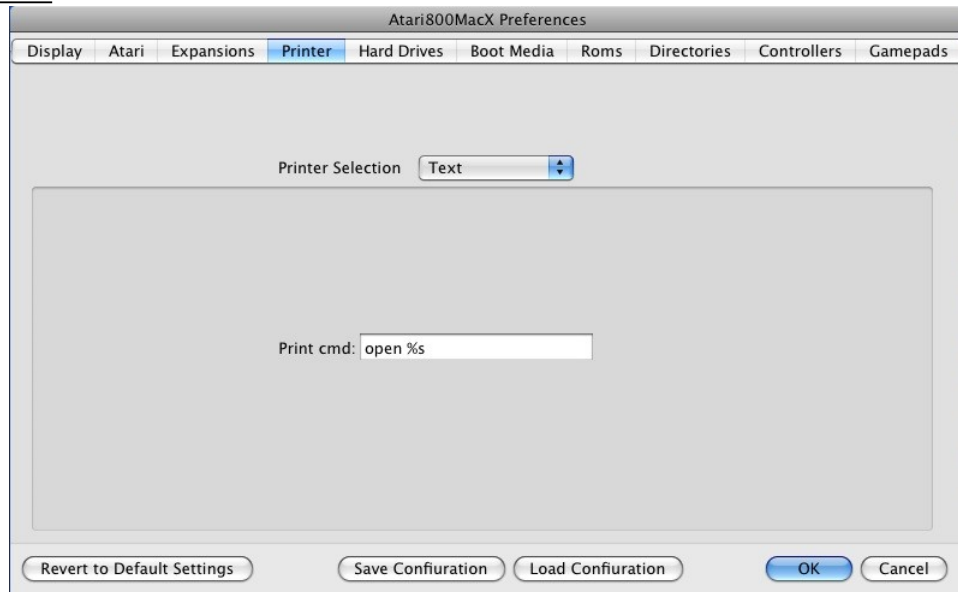 Atari800MacX Preferences
Display Atari Expansions Printer Hard Drives Boot Media Roms Directories Controllers Gamepads
Printer Selection Text
Print cmd: open %s
Revert to Default Settings Save Confiuration Load Confiuration OK Cancel